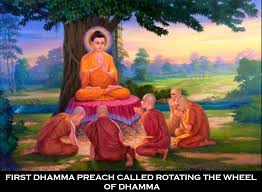 FIRST DHAMMA PREACH CALLED ROTATING THE WHEEL
OF DHAMMA